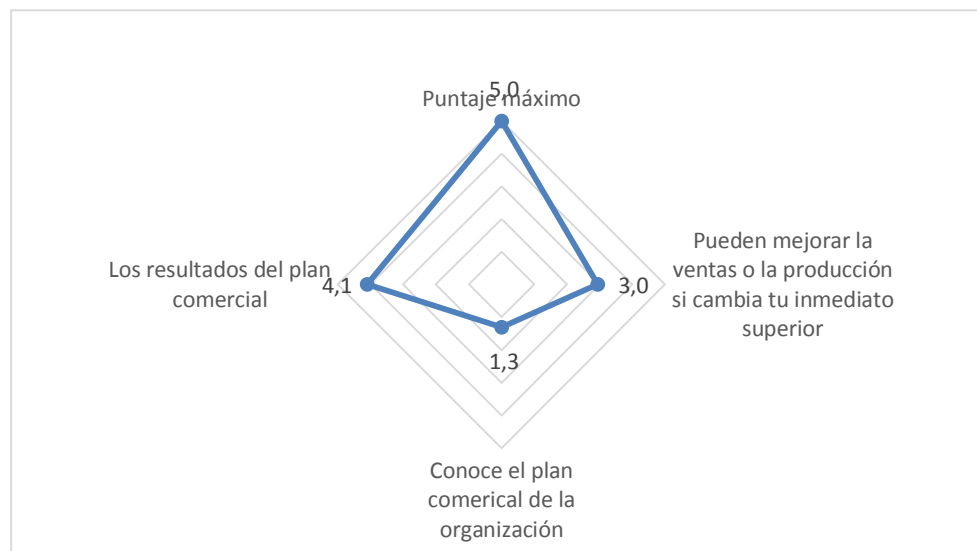 5,0
Puntaje máximo
Pueden mejorar la
ventas o la producción
si cambia tu inmediato
superior
3,0
Los resultados del plan
comercial
4,1
1,3
Conoce el plan
comerical de la
organización